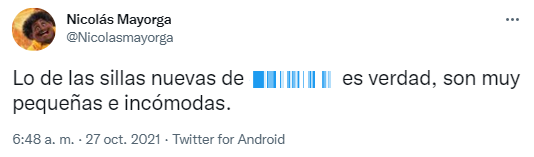 Nicolás Mayorga
@Nicolasmayorga
Lo de las sillas nuevas de es verdad, son muy
pequeñas e incómodas.
6:48 a. m. · 27 oct. 2021 · Twitter for Android